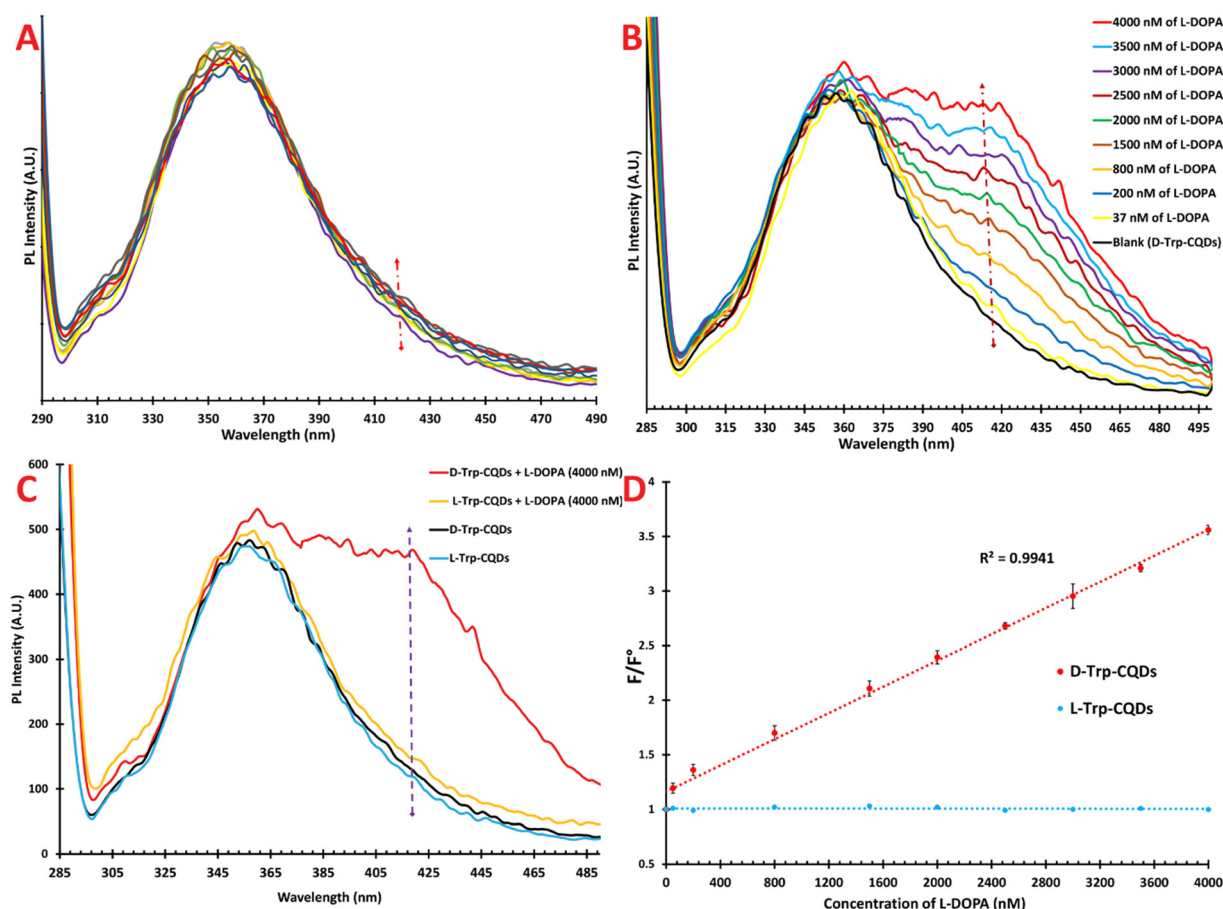 A
PL Intensity (A.U.)
290 310 330 350 370 390 410 430 450 470 490
Wavelength (nm)
B
PL Intensity (A.U.)
4000 nM of L-DOPA
3500 nM of L-DOPA
3000 nM of L-DOPA
2500 nM of L-DOPA
2000 nM of L-DOPA
1500 nM of L-DOPA
800 nM of L-DOPA
200 nM of L-DOPA
37 nM of L-DOPA
Blank (D-Trp-CQDs)
285 300 315 330 345 360 375 390 405 420 435 450 465 480 495
Wavelength (nm)
C
PL Intensity (A.U.)
600
500
400
300
200
100
0
D-Trp-CQDs + L-DOPA (4000 nM)
L-Trp-CQDs + L-DOPA (4000 nM)
D-Trp-CQDs
L-Trp-CQDs
285 305 325 345 365 385 405 425 445 465 485
Wavelength (nm)
D
F/F°
4
3.5
3
2.5
2
1.5
1
0.5
R² = 0.9941
D-Trp-CQDs
L-Trp-CQDs
0 400 800 1200 1600 2000 2400 2800 3200 3600 4000
Concentration of L-DOPA (nM)